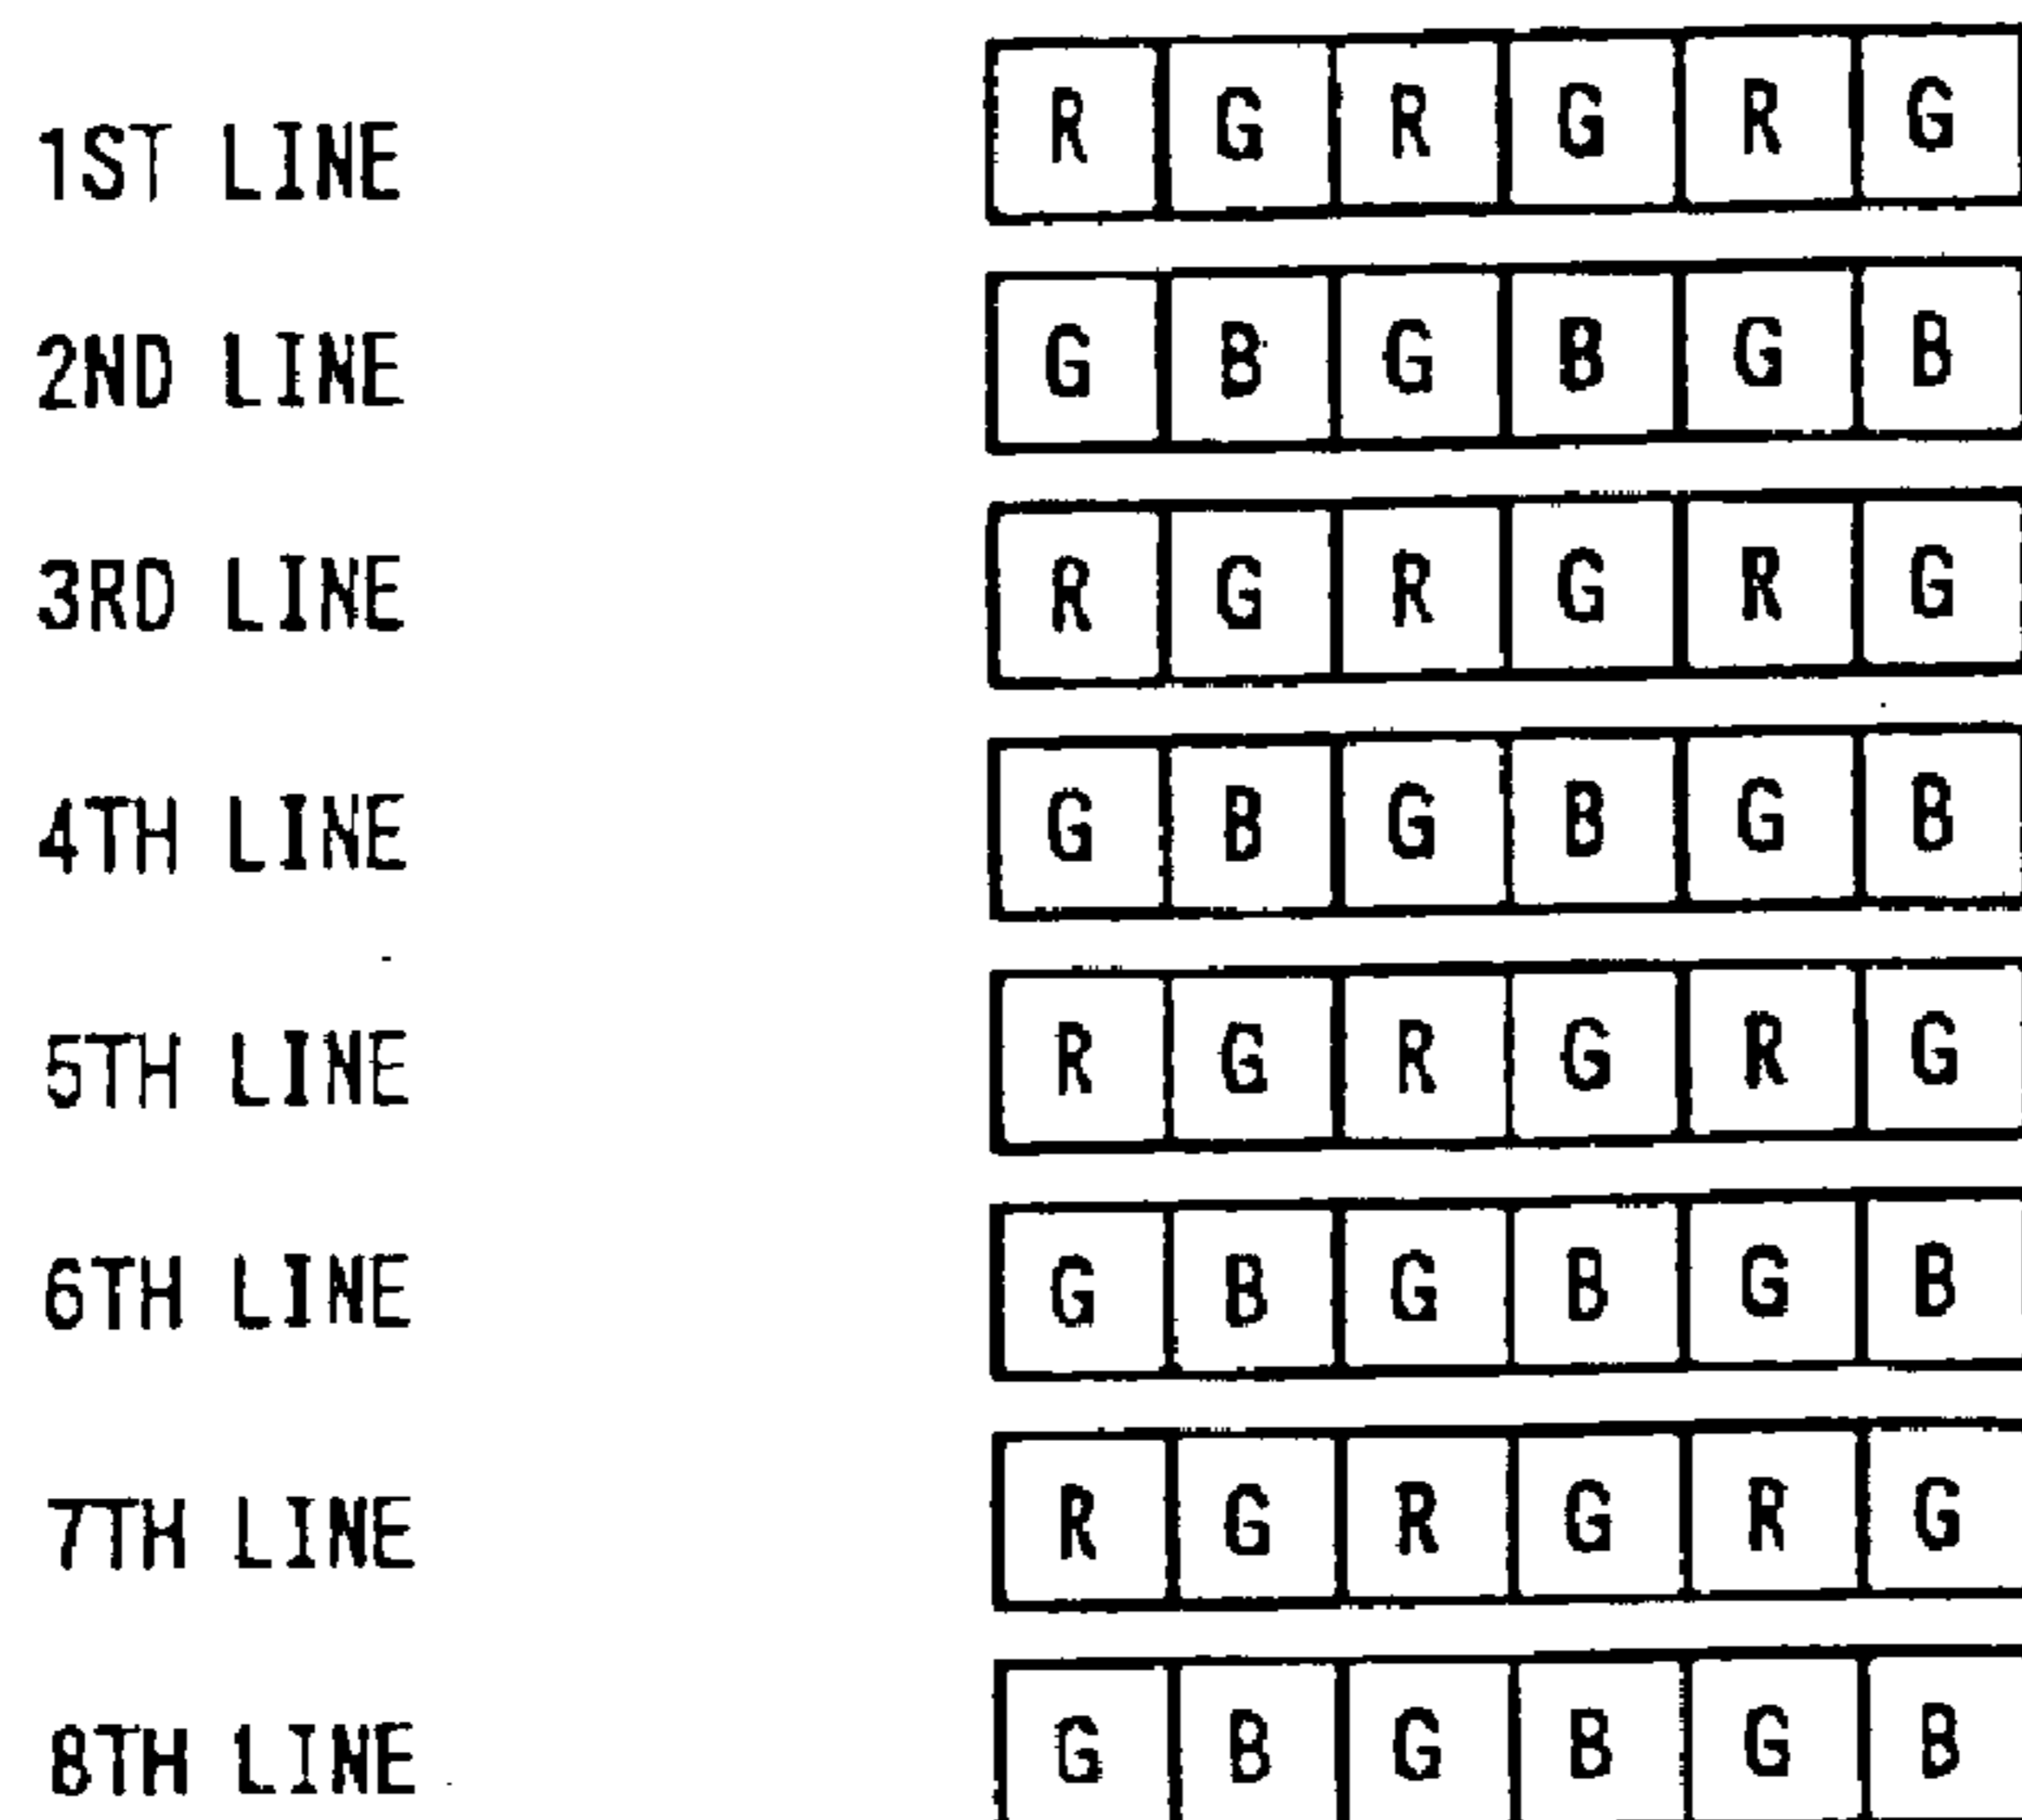 1ST LINE R G R G R G
2ND LINE G B G B G B
3RD LINE R G R G R G
4TH LINE G B G B G B
5TH LINE R G R G R G
6TH LINE G B G B G B
7TH LINE R G R G R G
8TH LINE G B G B G B